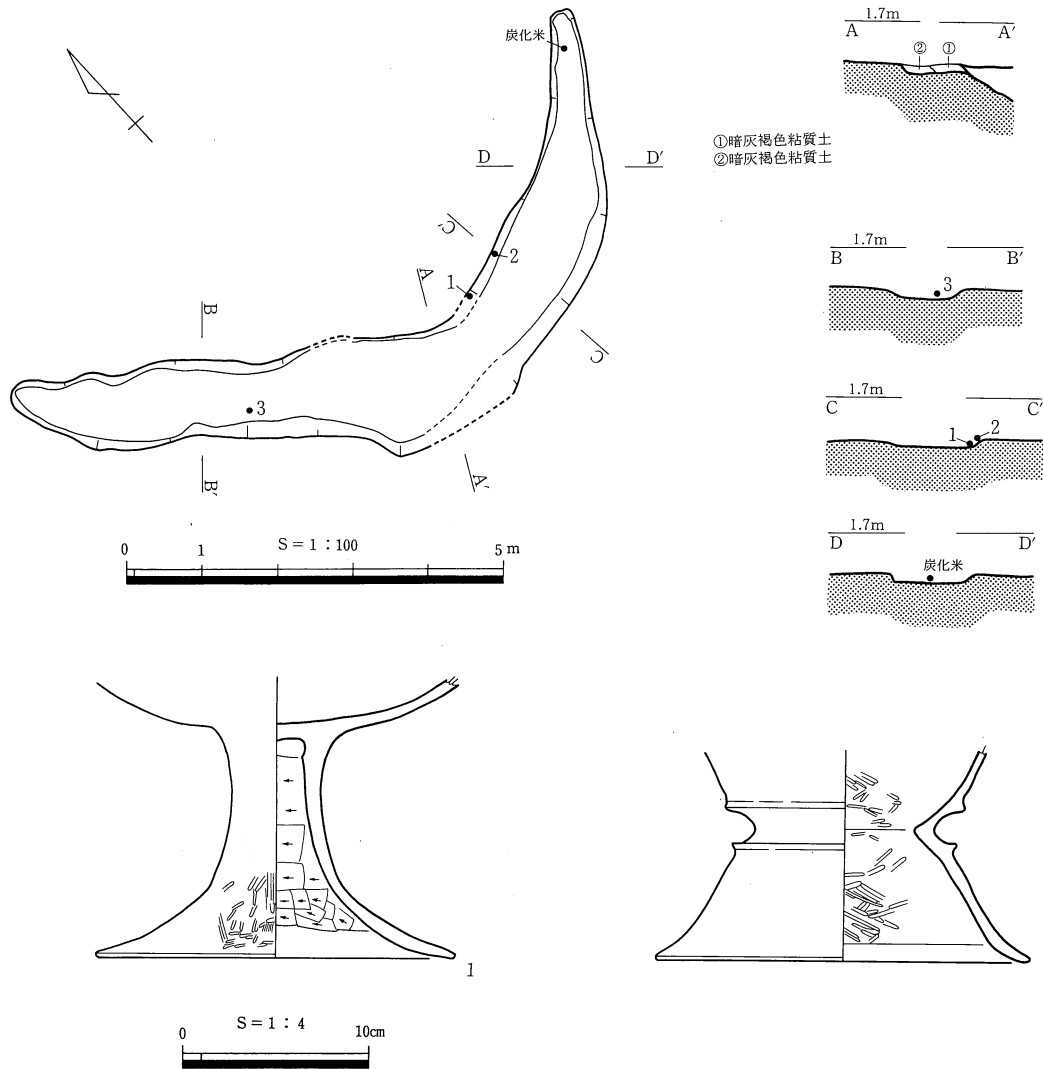 炭化米
D D′
C C′
A A′
B B′
1
2
3
0 1 S=1：100 5 m
1.7m
A A′
② ①
①暗灰褐色粘質土
②暗灰褐色粘質土
1.7m
B B′
3
1.7m
C C′
1 2
1.7m
D D′
炭化米
1
S=1：4
0 10cm